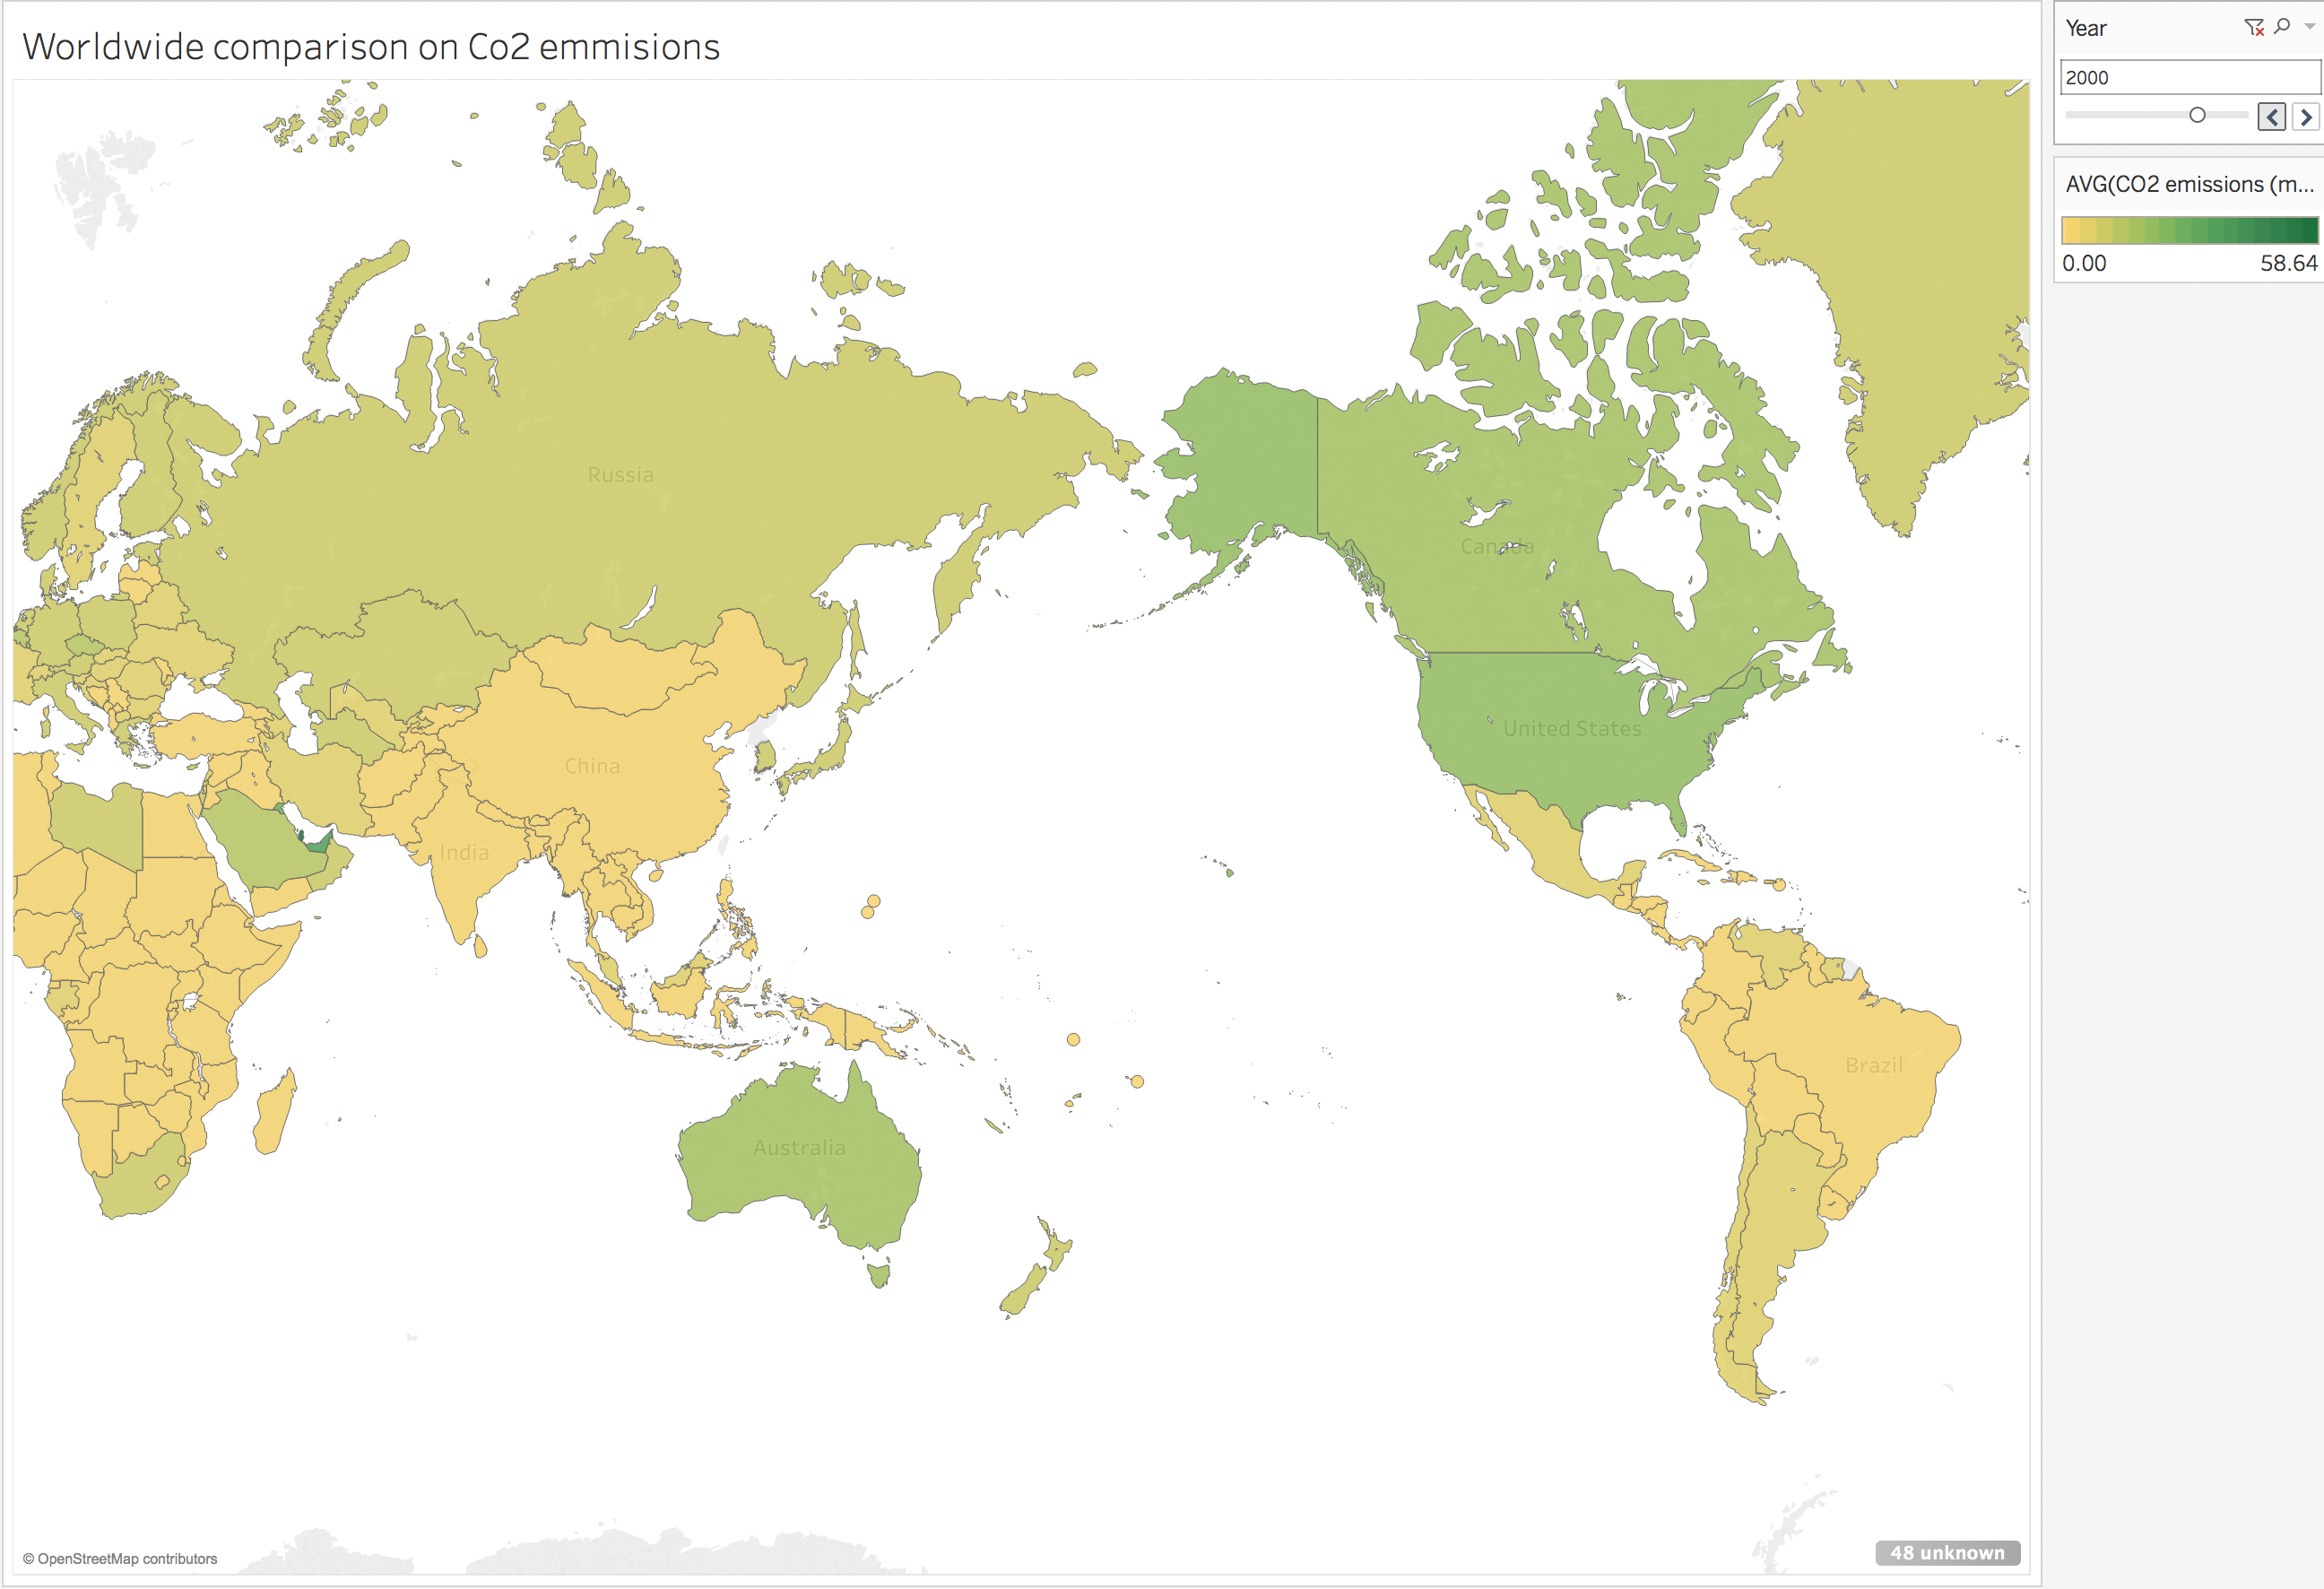 Worldwide comparison on Co2 emmisions
Year
2000
AVG(CO2 emissions (m...
0.00 58.64
Russia
Canada
United States
China
India
Brazil
Australia
© OpenStreetMap contributors
48 unknown